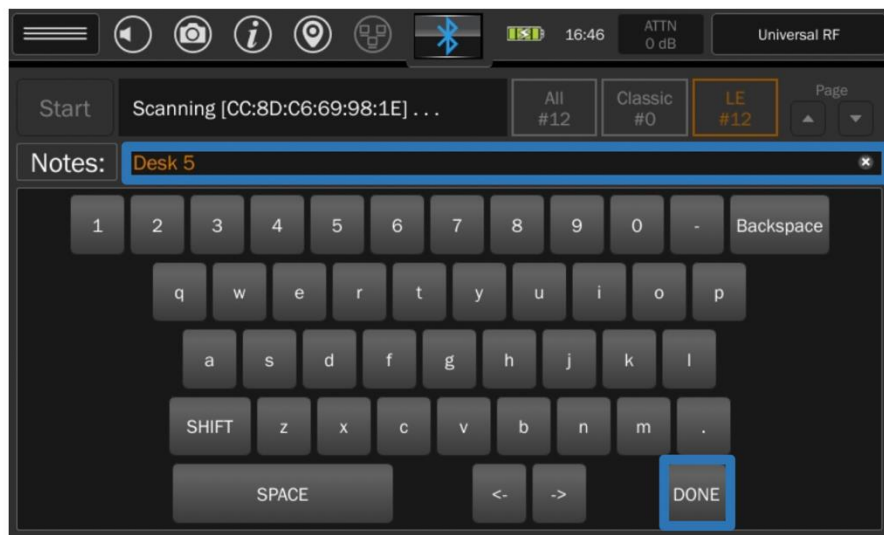 16:46
ATTN
0 dB
Universal RF
Start
Scanning [CC:8D:C6:69:98:1E] . . .
All
#12
Classic
#0
LE
#12
Page
Notes:
Desk 5
1 2 3 4 5 6 7 8 9 0 - Backspace
q w e r t y u i o p
a s d f g h j k l
SHIFT z x c v b n m .
SPACE <- -> DONE